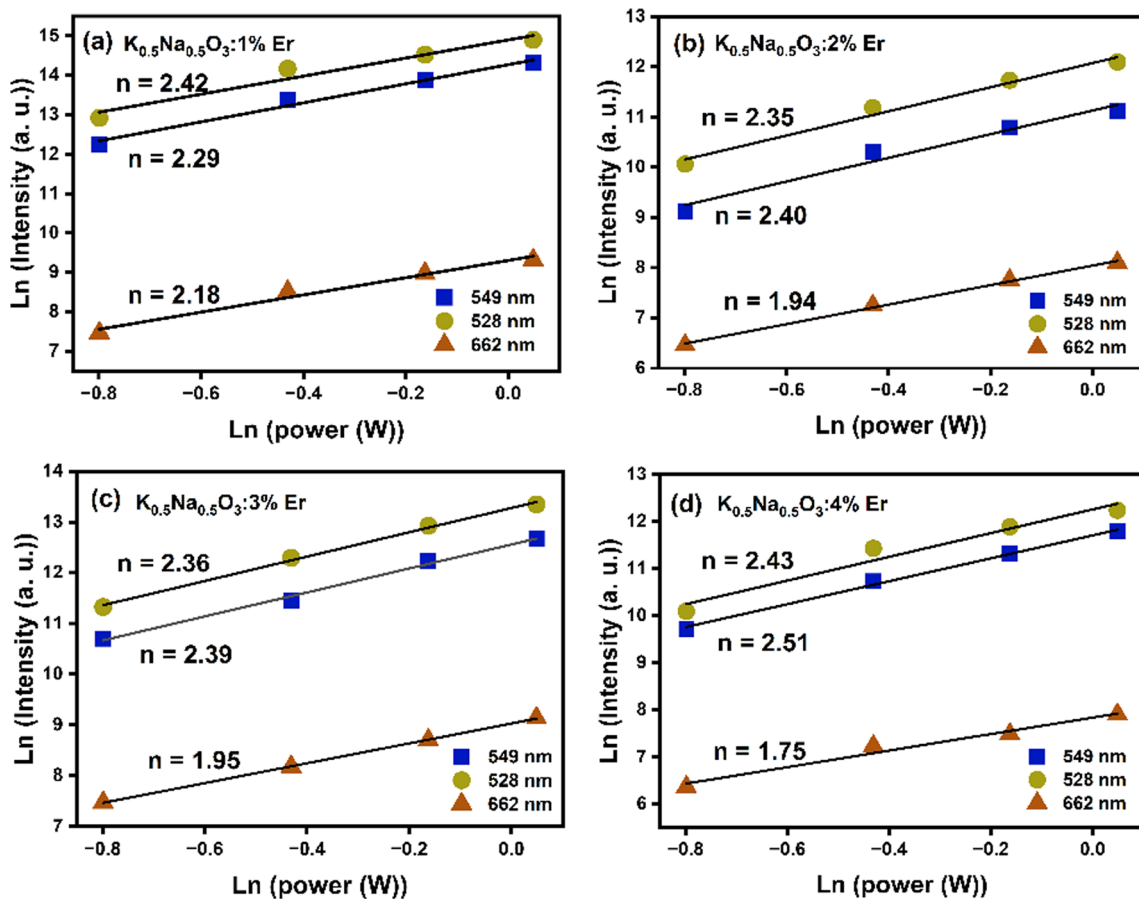 (a) K0.5Na0.5O3:1% Er
n = 2.42
n = 2.29
n = 2.18
549 nm
528 nm
662 nm
15
14
13
12
11
10
9
8
7
Ln (Intensity (a. u.))
−0.8 −0.6 −0.4 −0.2 0.0
Ln (power (W))
(b) K0.5Na0.5O3:2% Er
n = 2.35
n = 2.40
n = 1.94
549 nm
528 nm
662 nm
13
12
11
10
9
8
7
6
Ln (Intensity (a. u.))
−0.8 −0.6 −0.4 −0.2 0.0
Ln (power (W))
(c) K0.5Na0.5O3:3% Er
n = 2.36
n = 2.39
n = 1.95
549 nm
528 nm
662 nm
14
13
12
11
10
9
8
7
Ln (Intensity (a. u.))
−0.8 −0.6 −0.4 −0.2 0.0
Ln (power (W))
(d) K0.5Na0.5O3:4% Er
n = 2.43
n = 2.51
n = 1.75
549 nm
528 nm
662 nm
13
12
11
10
9
8
7
6
Ln (Intensity (a. u.))
−0.8 −0.6 −0.4 −0.2 0.0
Ln (power (W))